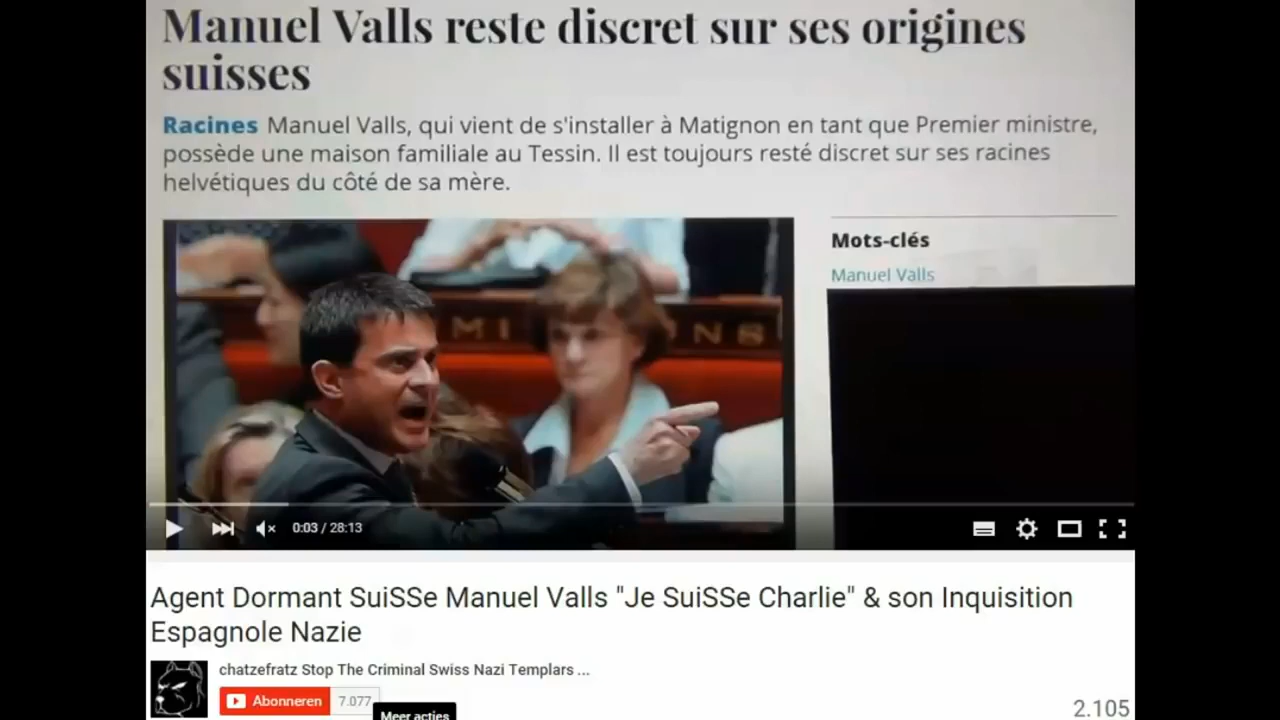 Manuel Valls reste discret sur ses origines
suisses
Racines Manuel Valls, qui vient de s'installer à Matignon en tant que Premier ministre,
possède une maison familiale au Tessin. Il est toujours resté discret sur ses racines
helvétiques du côté de sa mère.
Mots-clés
Manuel Valls
MI
NS
0:03 / 28:13
Agent Dormant SuiSSe Manuel Valls "Je SuiSSe Charlie" & son Inquisition
Espagnole Nazie
chatzefratz Stop The Criminal Swiss Nazi Templars ...
Abonneren 7.077
Meer acties
2.105